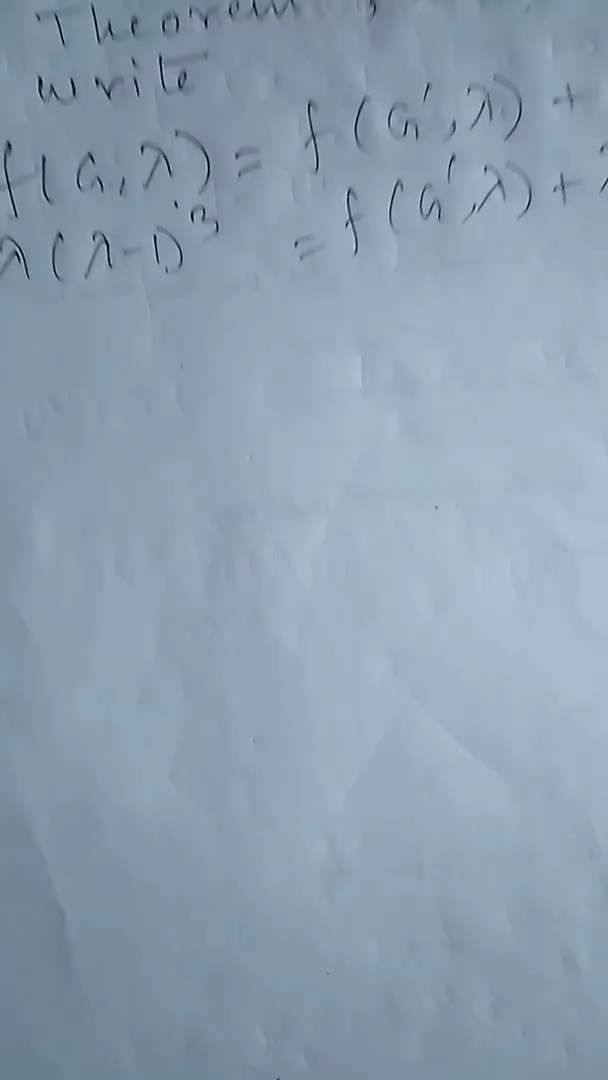 Theorem
write
f(G, λ) = f(G', λ) +
λ(λ-1)³ = f(G', λ) + λ